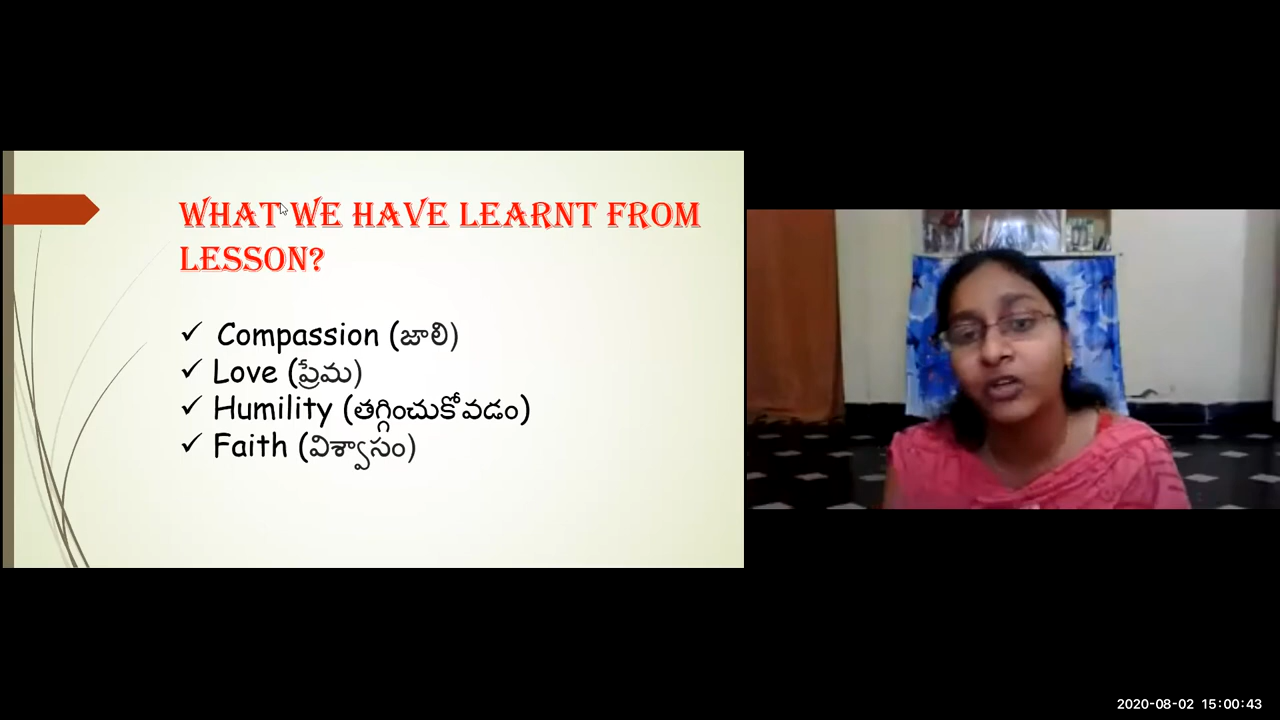 WHAT WE HAVE LEARNT FROM
LESSON?
✓ Compassion (జాలి)
✓ Love (ప్రేమ)
✓ Humility (తగ్గించుకోవడం)
✓ Faith (విశ్వాసం)
2020-08-02 15:00:43